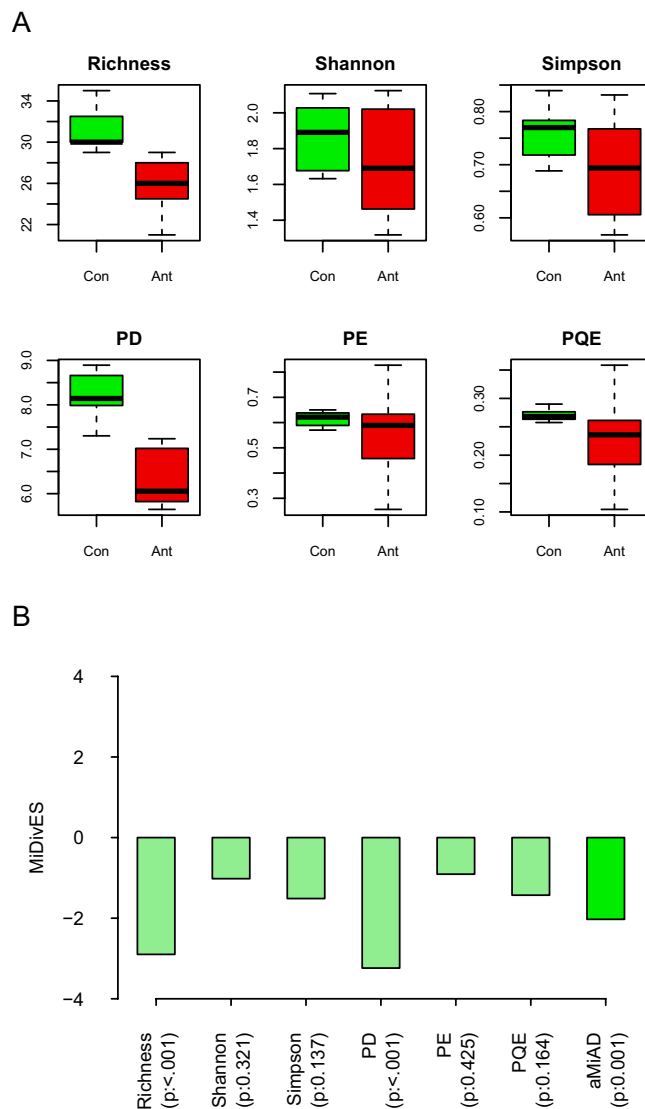 A
Richness Shannon Simpson
22 26 30 34
1.4 1.6 1.8 2.0
0.60 0.70 0.80
Con Ant Con Ant Con Ant
PD PE PQE
6.0 7.0 8.0 9.0
0.3 0.5 0.7
0.10 0.20 0.30
Con Ant Con Ant Con Ant
B
MiDivES
4
2
0
−2
−4
Richness
(p:<.001)
Shannon
(p:0.321)
Simpson
(p:0.137)
PD
(p:<.001)
PE
(p:0.425)
PQE
(p:0.164)
aMiAD
(p:0.001)